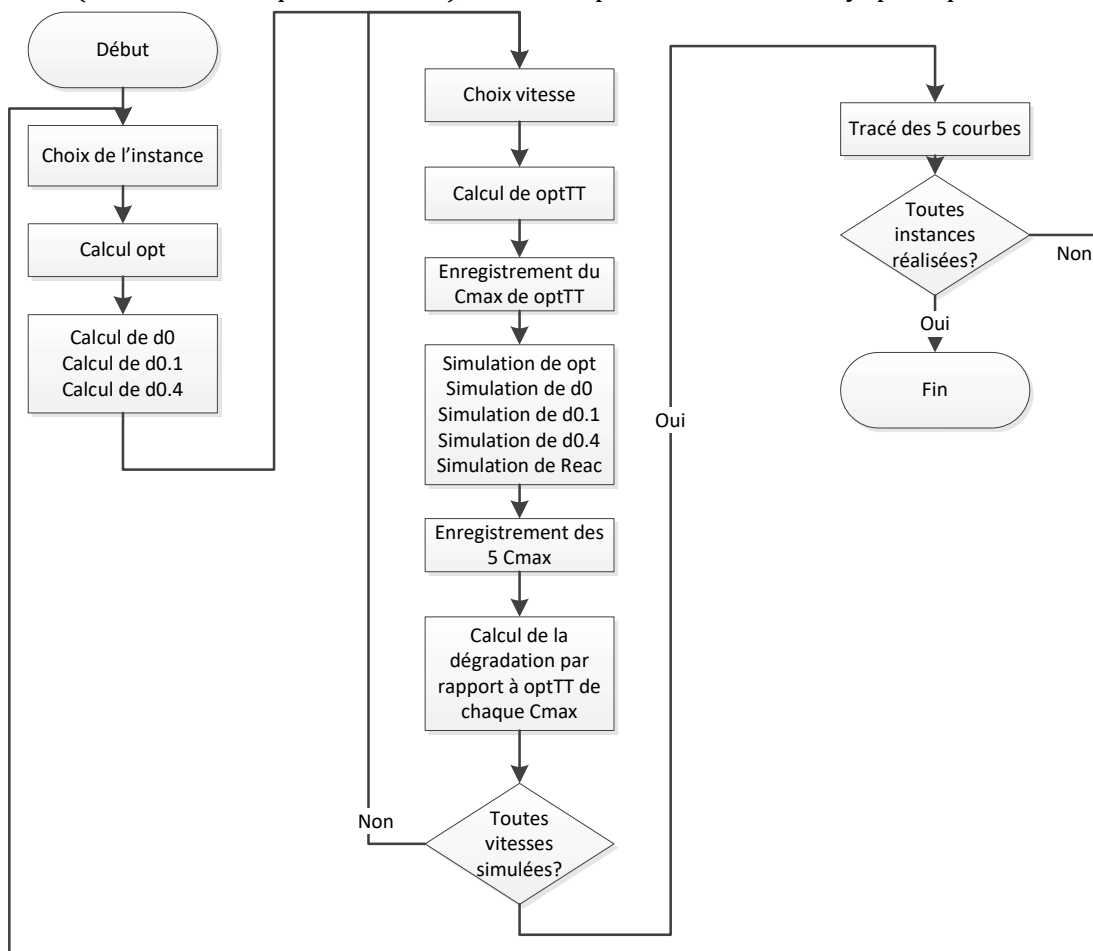 Début
Choix de l’instance
Calcul opt
Calcul de d0
Calcul de d0.1
Calcul de d0.4
Choix vitesse
Calcul de optTT
Enregistrement du
Cmax de optTT
Simulation de opt
Simulation de d0
Simulation de d0.1
Simulation de d0.4
Simulation de Reac
Enregistrement des
5 Cmax
Calcul de la
dégradation par
rapport à optTT de
chaque Cmax
Toutes
vitesses
simulées?
Non
Oui
Tracé des 5 courbes
Toutes
instances
réalisées?
Non
Oui
Fin